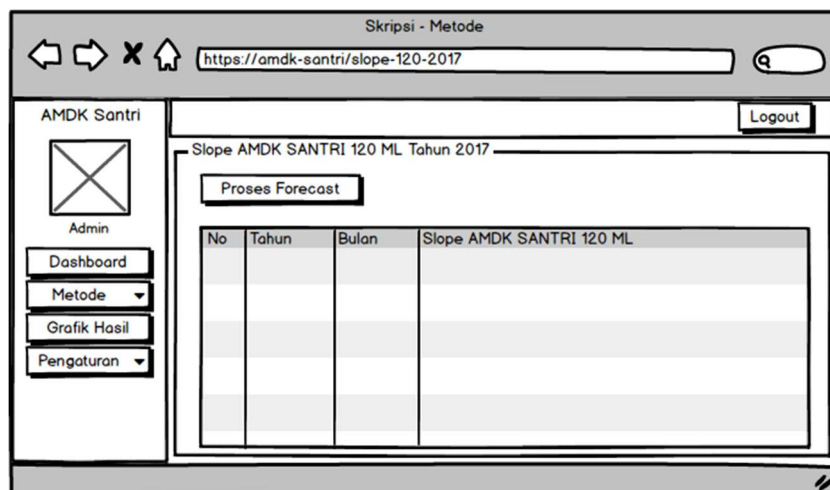 Skripsi - Metode
https://amdk-santri/slope-120-2017
AMDK Santri
Admin
Dashboard
Metode
Grafik Hasil
Pengaturan
Logout
Slope AMDK SANTRI 120 ML Tahun 2017
Proses Forecast
No Tahun Bulan Slope AMDK SANTRI 120 ML